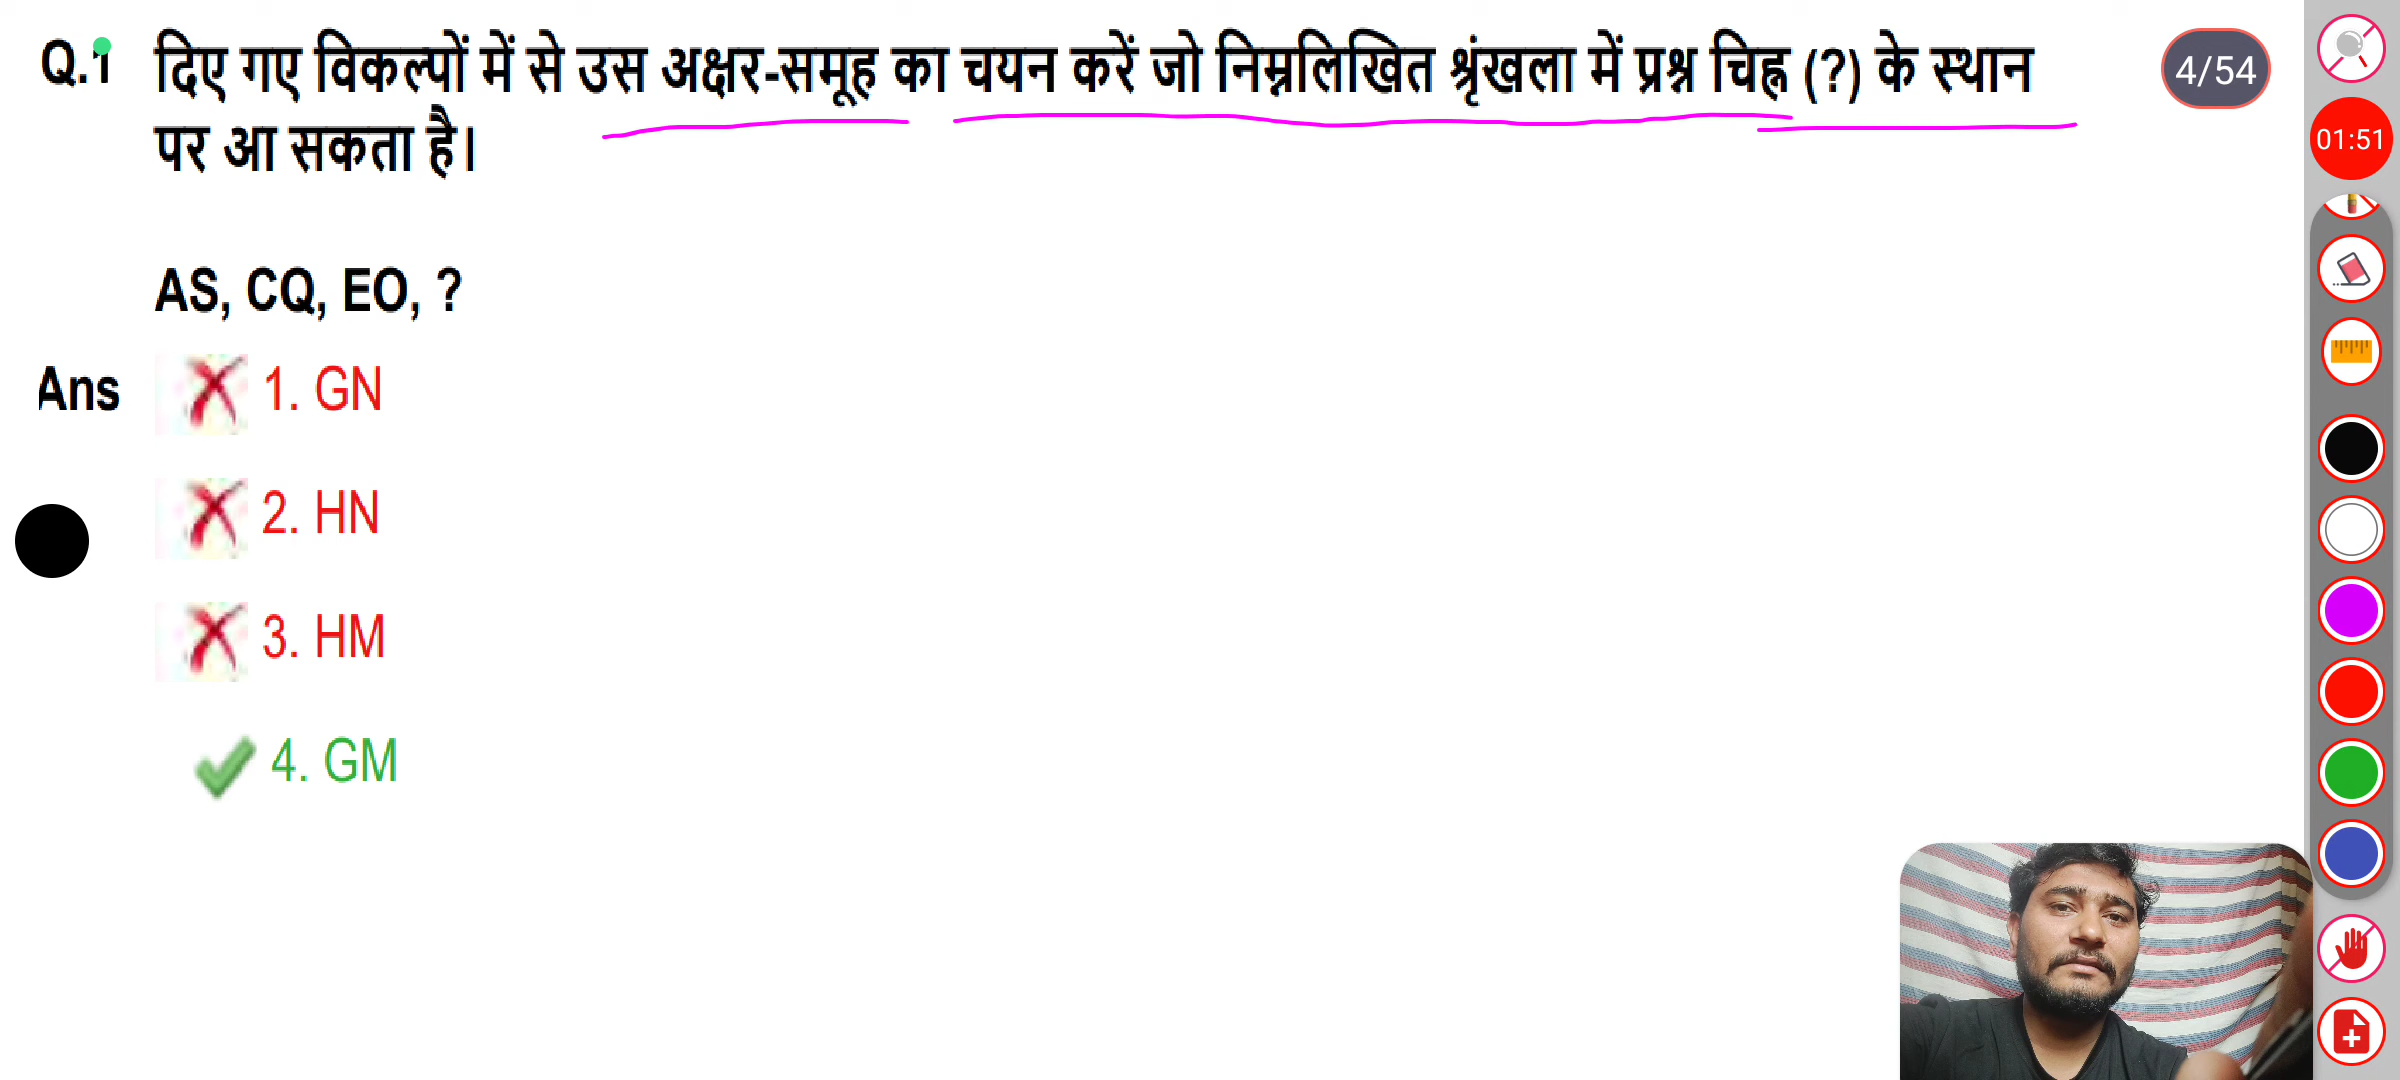 Q.1 दिए गए विकल्पों में से उस अक्षर-समूह का चयन करें जो निम्नलिखित श्रृंखला में प्रश्न चिह्न (?) के स्थान
पर आ सकता है।
4/54
01:51
AS, CQ, EO, ?
Ans 1. GN
2. HN
3. HM
4. GM